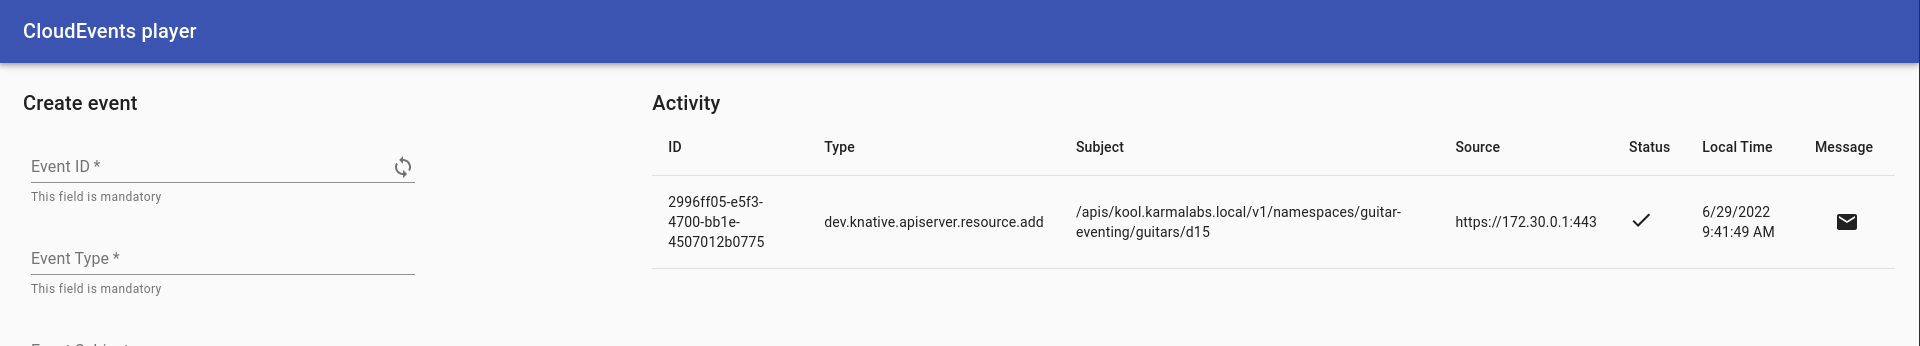 CloudEvents player
Create event
Event ID *
This field is mandatory
Event Type *
This field is mandatory
Activity
ID Type Subject Source Status Local Time Message
2996ff05-e5f3-
4700-bb1e-
4507012b0775
dev.knative.apiserver.resource.add
/apis/kool.karmalabs.local/v1/namespaces/guitar-
eventing/guitars/d15
https://172.30.0.1:443
6/29/2022
9:41:49 AM